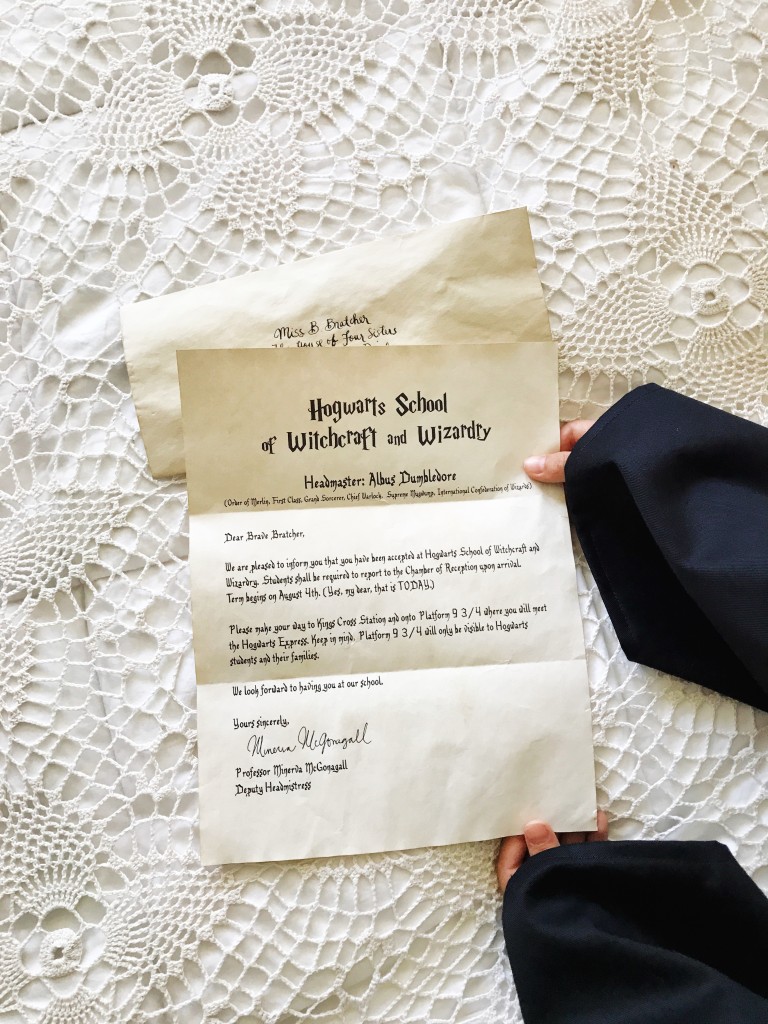 Miss B Bratcher
House of Four Sisters
Hogwarts School
of Witchcraft and Wizardry
Headmaster: Albus Dumbledore
(Order of Merlin, First Class, Grand Sorcerer, Chief Warlock, Supreme Mugwump, International Confederation of Wizards)
Dear Brave Bratcher,
We are pleased to inform you that you have been accepted at Hogwarts School of Witchcraft and
Wizardry. Students shall be required to report to the Chamber of Reception upon arrival.
Term begins on August 4th. (Yes, my dear, that is TODAY.)
Please make your way to Kings Cross Station and onto Platform 9 3/4 where you will meet
the Hogwarts Express. Keep in mind, Platform 9 3/4 will only be visible to Hogwarts
students and their families.
We look forward to having you at our school.
Yours sincerely,
Minerva McGonagall
Professor Minerva McGonagall
Deputy Headmistress